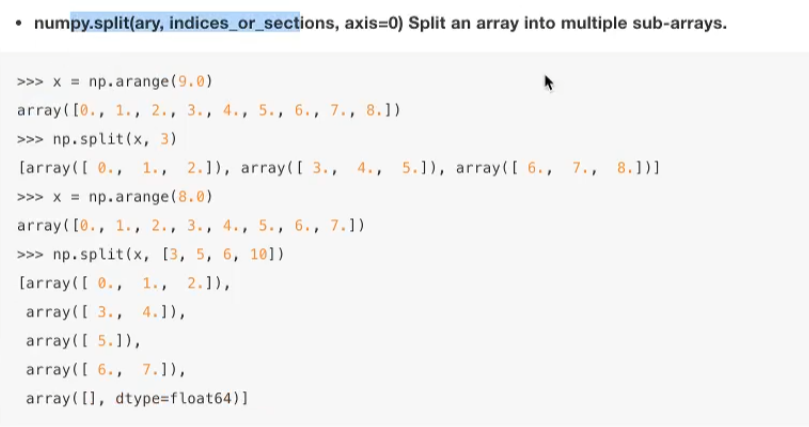 • numpy.split(ary, indices_or_sections, axis=0) Split an array into multiple sub-arrays.
>>> x = np.arange(9.0)
array([0., 1., 2., 3., 4., 5., 6., 7., 8.])
>>> np.split(x, 3)
[array([ 0.,  1.,  2.]), array([ 3.,  4.,  5.]), array([ 6.,  7.,  8.])]
>>> x = np.arange(8.0)
array([0., 1., 2., 3., 4., 5., 6., 7.])
>>> np.split(x, [3, 5, 6, 10])
[array([ 0.,  1.,  2.]),
 array([ 3.,  4.]),
 array([ 5.]),
 array([ 6.,  7.]),
 array([], dtype=float64)]